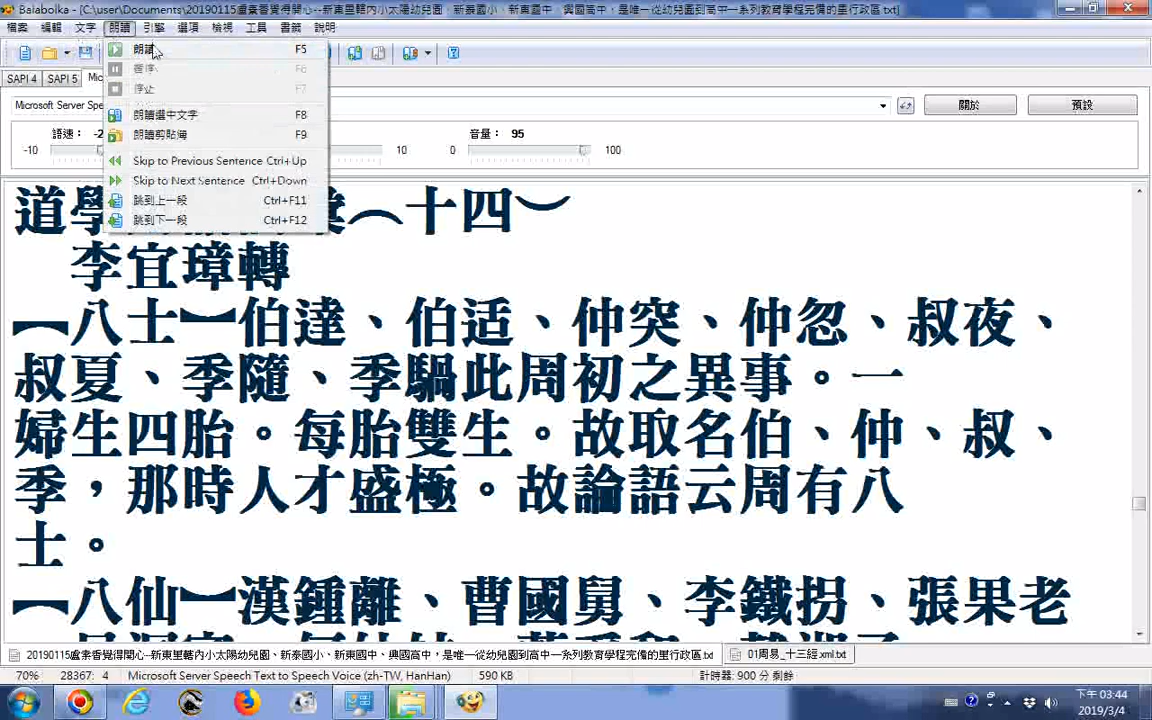 Balabolka - [C:\user\Documents\20190115盧素香覺得開心--新東里轄內小太陽幼兒園、新泰國小、新東國中、興國高中，是唯一從幼兒園到高中一系列教育學程完備的里行政區.txt]
檔案 編輯 文字 朗讀 引擎 選項 檢視 工具 書籤 說明
朗讀 F5
暫停 F6
停止 F7
朗讀選中文字 F8
朗讀剪貼簿 F9
Skip to Previous Sentence Ctrl+Up
Skip to Next Sentence Ctrl+Down
跳到上一段 Ctrl+F11
跳到下一段 Ctrl+F12
SAPI 4 SAPI 5 Mic
Microsoft Server Spe 關於 預設
語速： -2 音量： 95
-10 10 0 100
道學 （十四）
李宜璋轉
【八士】伯達、伯适、仲突、仲忽、叔夜、
叔夏、季隨、季騧此周初之異事。一
婦生四胎。每胎雙生。故取名伯、仲、叔、
季，那時人才盛極。故論語云周有八
士。
【八仙】漢鍾離、曹國舅、李鐵拐、張果老
20190115盧素香覺得開心--新東里轄內小太陽幼兒園、新泰國小、新東國中、興國高中，是唯一從幼兒園到高中一系列教育學程完備的里行政區.txt 01周易_十三經.xml.txt
70% 28367: 4 Microsoft Server Speech Text to Speech Voice (zh-TW, HanHan) 590 KB 計時器: 900 分 剩餘
下午 03:44
2019/3/4